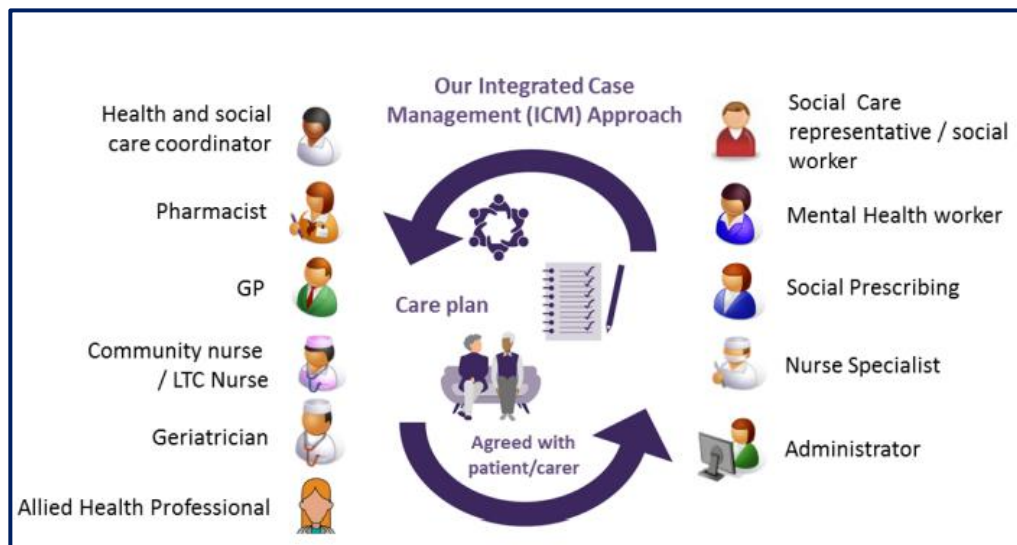 Our Integrated Case
Management (ICM) Approach
Health and social
care coordinator
Pharmacist
GP
Community nurse
/ LTC Nurse
Geriatrician
Allied Health Professional
Care plan
Agreed with
patient/carer
Social Care
representative / social
worker
Mental Health worker
Social Prescribing
Nurse Specialist
Administrator